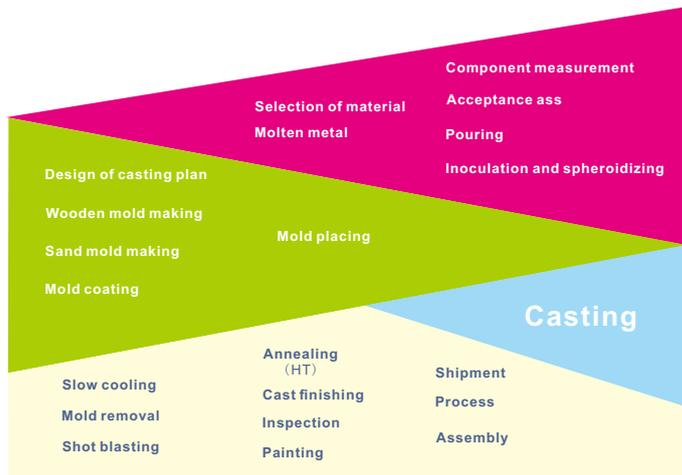 Component measurement
Selection of material
Acceptance ass
Molten metal
Pouring
Inoculation and spheroidizing
Design of casting plan
Wooden mold making
Mold placing
Sand mold making
Mold coating
Casting
Slow cooling
Mold removal
Shot blasting
Annealing
（HT）
Cast finishing
Inspection
Painting
Shipment
Process
Assembly